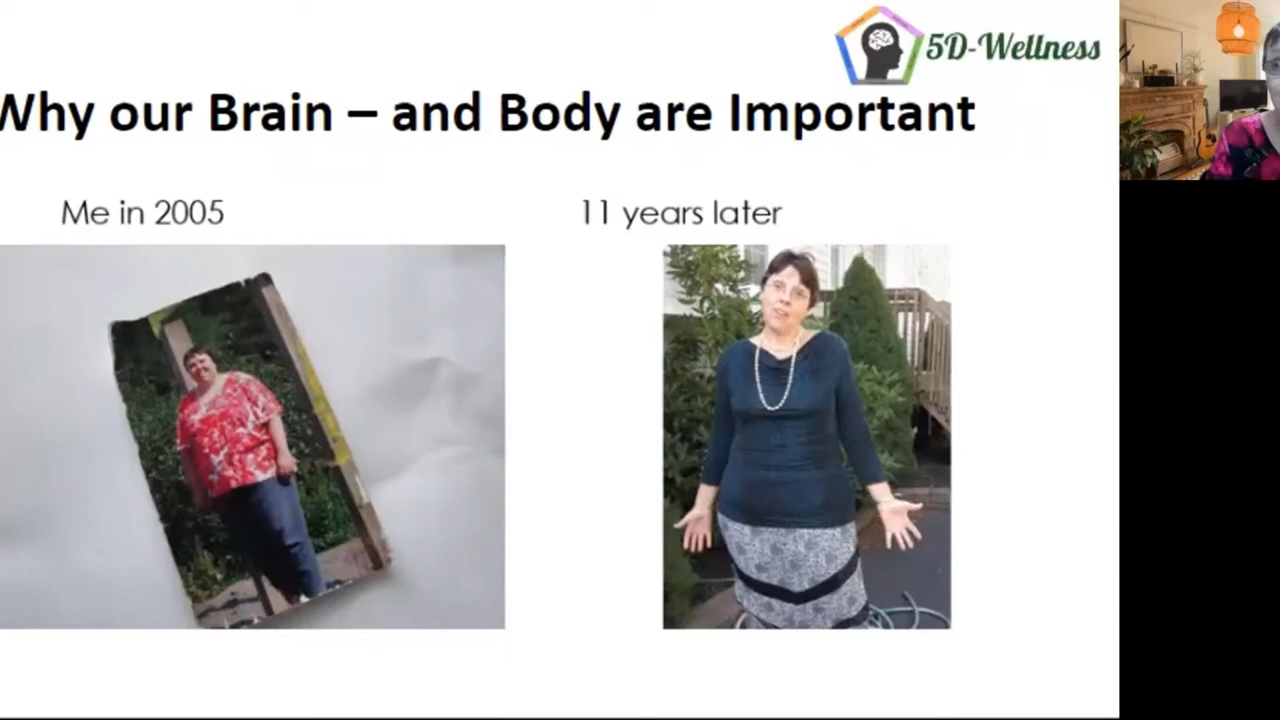 5D-Wellness
Why our Brain – and Body are Important
Me in 2005
11 years later